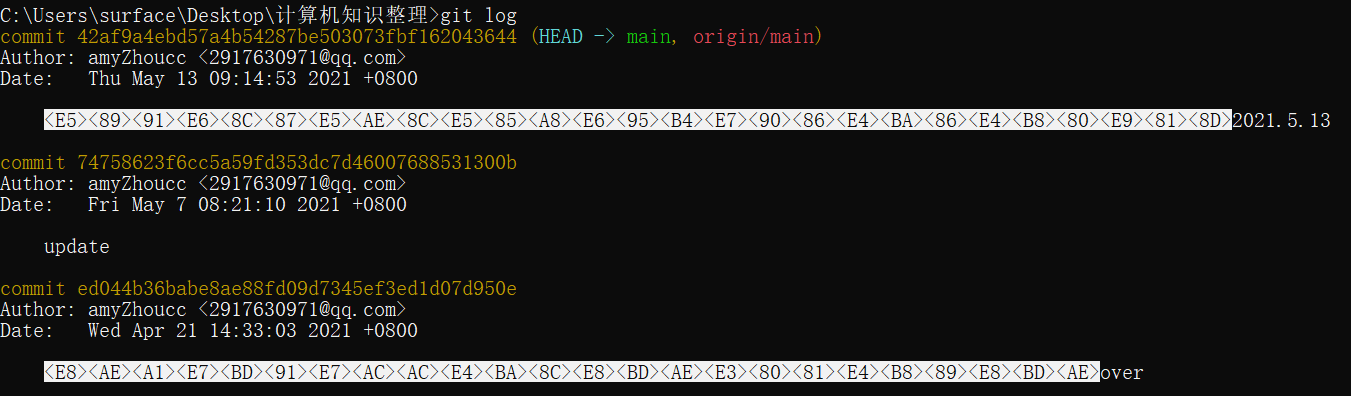 C:\Users\surface\Desktop\计算机知识整理>git log
commit 42af9a4ebd57a4b54287be503073fbf162043644 (HEAD -> main, origin/main)
Author: amyZhoucc <2917630971@qq.com>
Date:   Thu May 13 09:14:53 2021 +0800
<E5><89><91><E6><8C><87><E5><AE><8C><E5><85><A8><E6><95><B4><E7><90><86><E4><BA><86><E4><B8><80><E9><81><8D>2021.5.13
commit 74758623f6cc5a59fd353dc7d46007688531300b
Author: amyZhoucc <2917630971@qq.com>
Date:   Fri May 7 08:21:10 2021 +0800
update
commit ed044b36babe8ae88fd09d7345ef3ed1d07d950e
Author: amyZhoucc <2917630971@qq.com>
Date:   Wed Apr 21 14:33:03 2021 +0800
<E8><AE><A1><E7><BD><91><E7><AC><AC><E4><BA><8C><E8><BD><AE><E3><80><81><E4><B8><89><E8><BD><AE>over